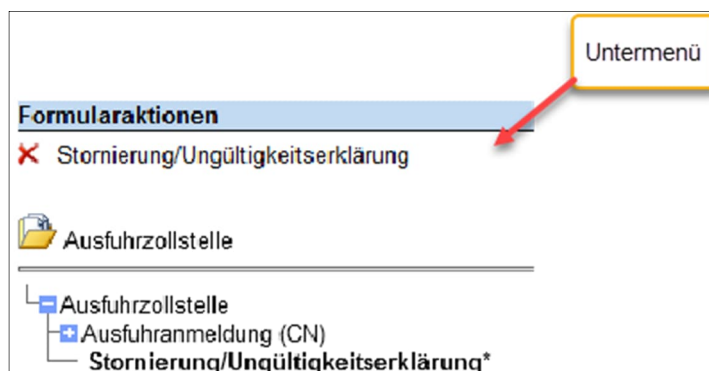 Untermenü
Formularaktionen
Stornierung/Ungültigkeitserklärung
Ausfuhrzollstelle
Ausfuhrzollstelle
Ausfuhranmeldung (CN)
Stornierung/Ungültigkeitserklärung*